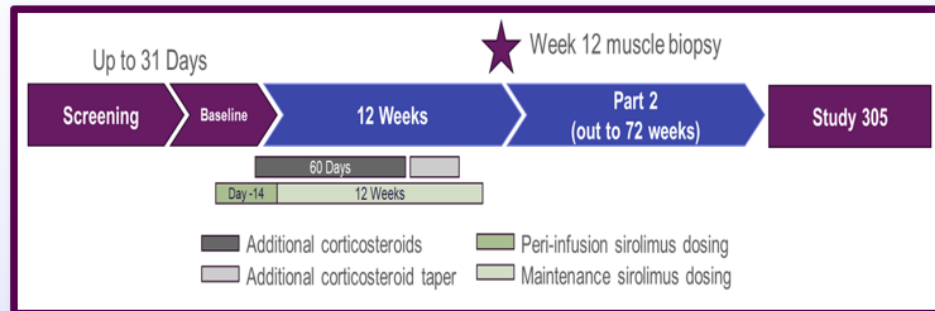 Week 12 muscle biopsy
Up to 31 Days
Screening
Baseline
12 Weeks
Part 2
(out to 72 weeks)
Study 305
60 Days
Day -14
12 Weeks
Additional corticosteroids
Peri-infusion sirolimus dosing
Additional corticosteroid taper
Maintenance sirolimus dosing